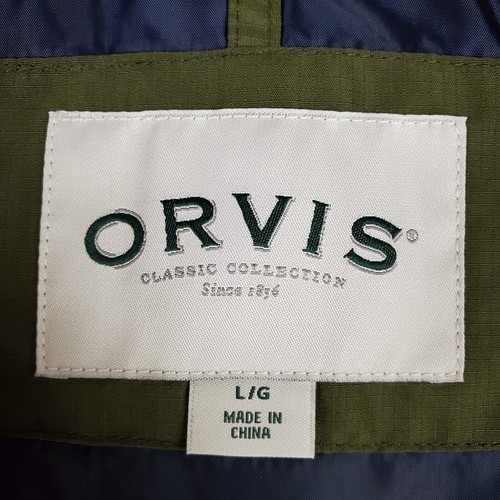 ORVIS®
CLASSIC COLLECTION
Since 1856
L/G
MADE IN
CHINA